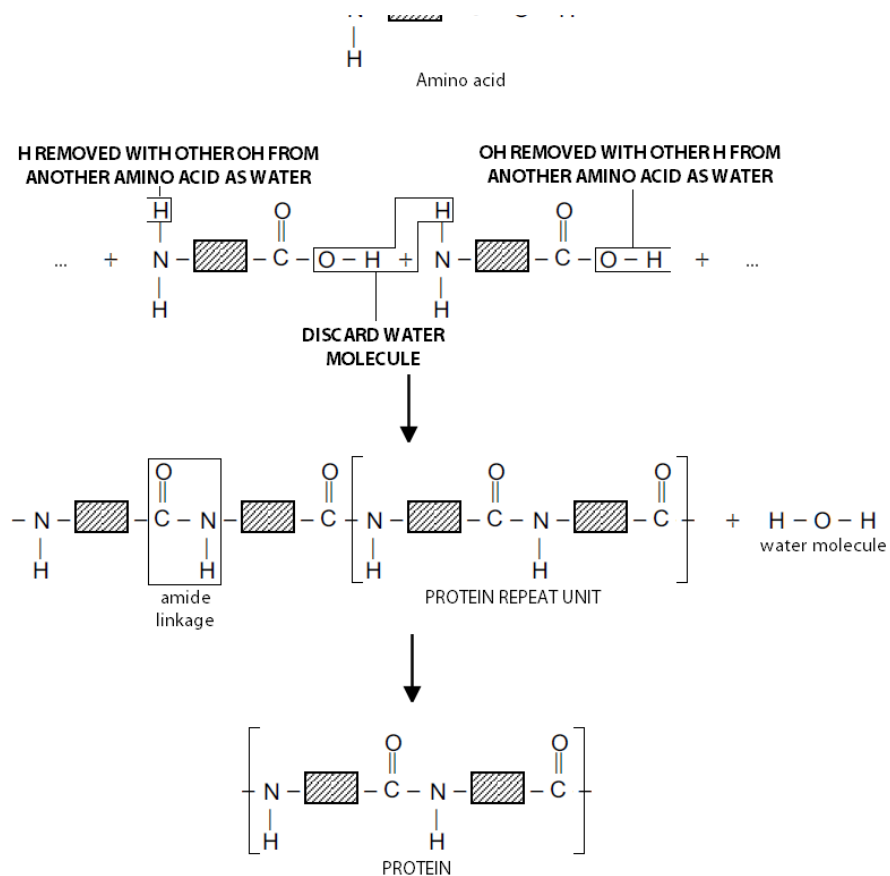 N C O H
H
Amino acid
H REMOVED WITH OTHER OH FROM
ANOTHER AMINO ACID AS WATER
OH REMOVED WITH OTHER H FROM
ANOTHER AMINO ACID AS WATER
H O H O
... + N – – C – O – H + N – – C – O – H + ...
H H
DISCARD WATER
MOLECULE
O O O O
– N – – C – N – – C – N – – C – N – – C – + H – O – H
water molecule
H H H H
amide
linkage
PROTEIN REPEAT UNIT
O O
– N – – C – N – – C –
H H
PROTEIN